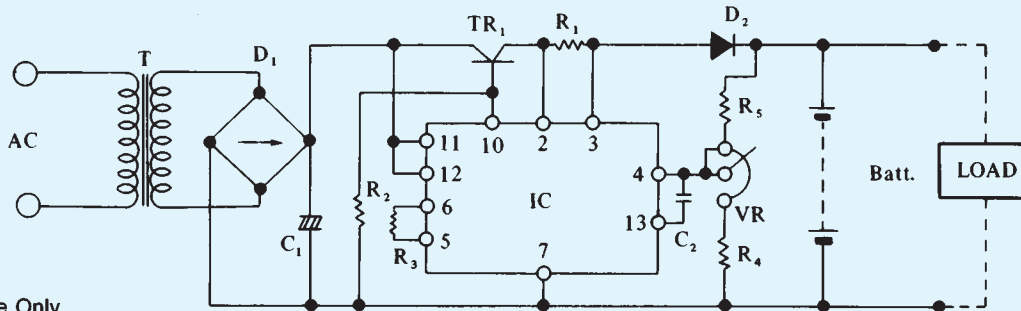 TR₁ R₁ D₂
T D₁
AC
R₅
11 10 2 3
12 4 Batt. LOAD
R₂ 6 IC
13 VR
5 C₂
C₁ R₃ 7 R₄
e Only